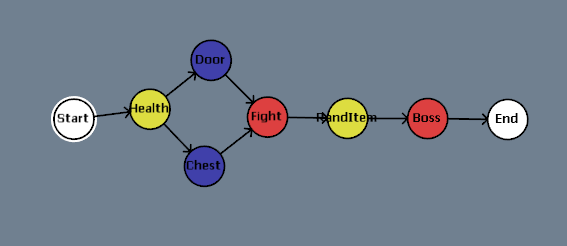 Start
Health
Door
Chest
Fight
RandItem
Boss
End